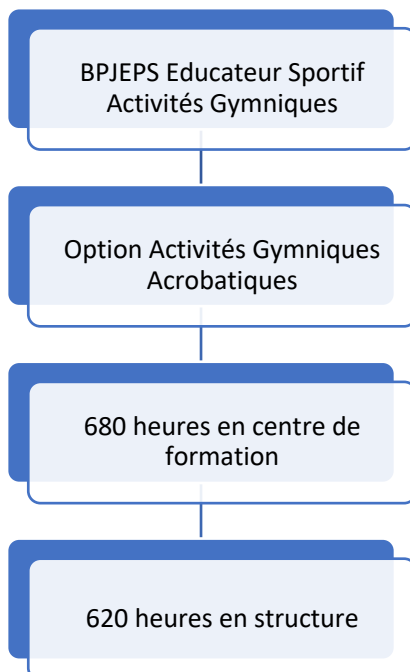 BPJEPS Educateur Sportif
Activités Gymniques
Option Activités Gymniques
Acrobatiques
680 heures en centre de
formation
620 heures en structure